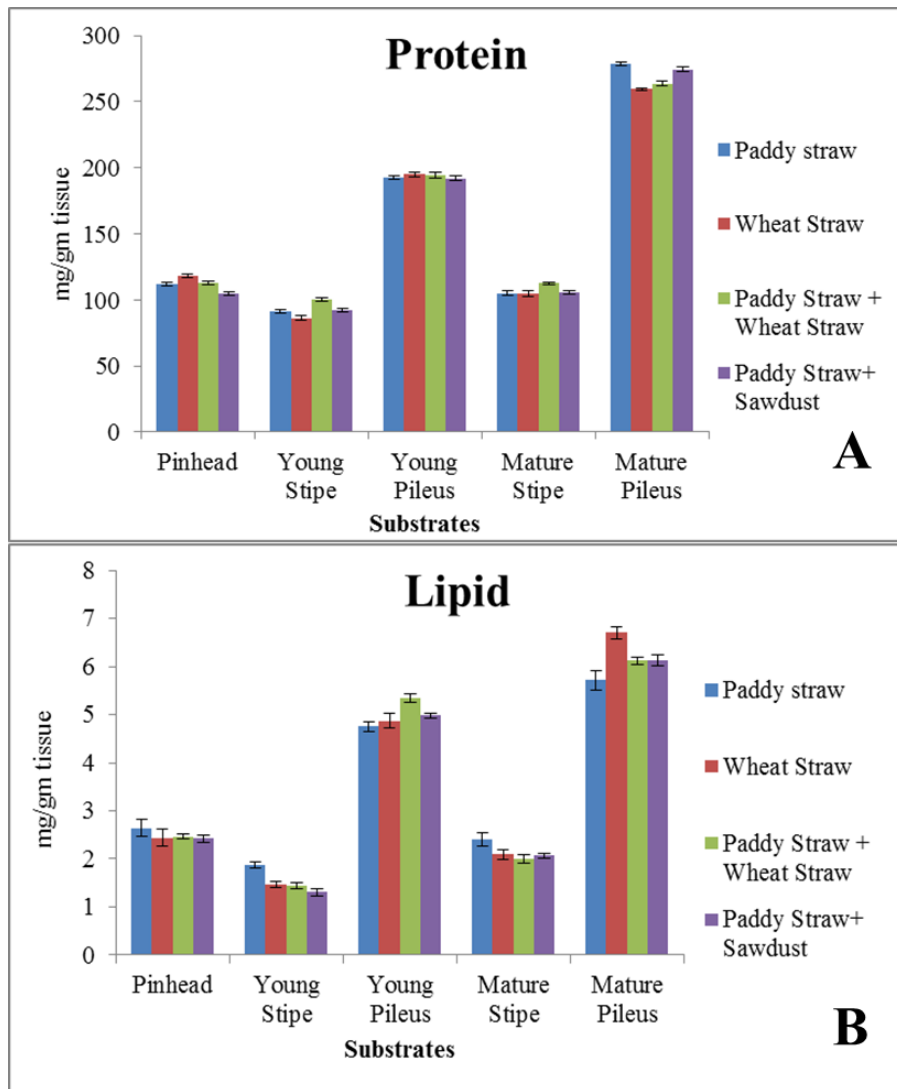 Protein
300
250
200
150
100
50
0
mg/gm tissue
Pinhead
Young
Stipe
Young
Pileus
Mature
Stipe
Mature
Pileus
Substrates
Paddy straw
Wheat Straw
Paddy Straw +
Wheat Straw
Paddy Straw+
Sawdust
A
Lipid
8
7
6
5
4
3
2
1
0
mg/gm tissue
Pinhead
Young
Stipe
Young
Pileus
Mature
Stipe
Mature
Pileus
Substrates
Paddy straw
Wheat Straw
Paddy Straw +
Wheat Straw
Paddy Straw+
Sawdust
B